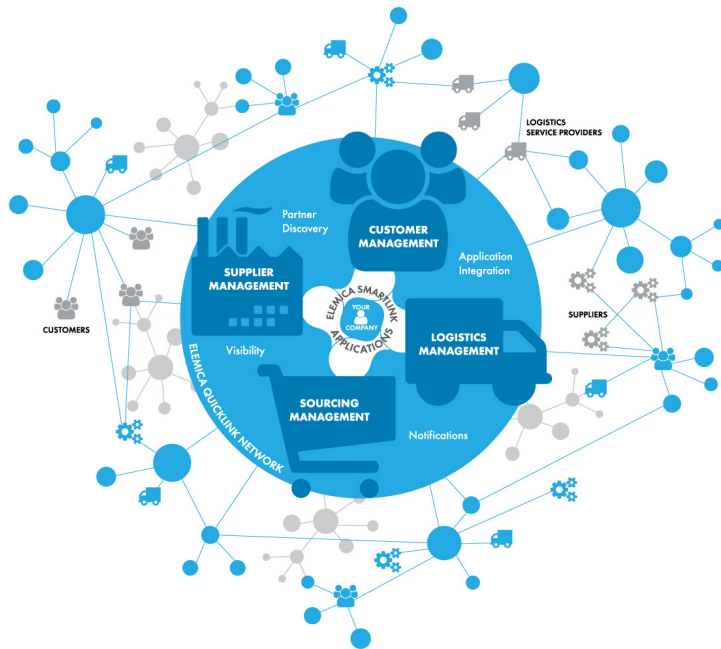 LOGISTICS
SERVICE PROVIDERS
Partner
Discovery
CUSTOMER
MANAGEMENT
Application
Integration
SUPPLIER
MANAGEMENT
ELEMICA SMARTLINK
APPLICATIONS
YOUR
COMPANY
CUSTOMERS
SUPPLIERS
LOGISTICS
MANAGEMENT
Visibility
SOURCING
MANAGEMENT
Notifications
ELEMICA QUICKLINK NETWORK